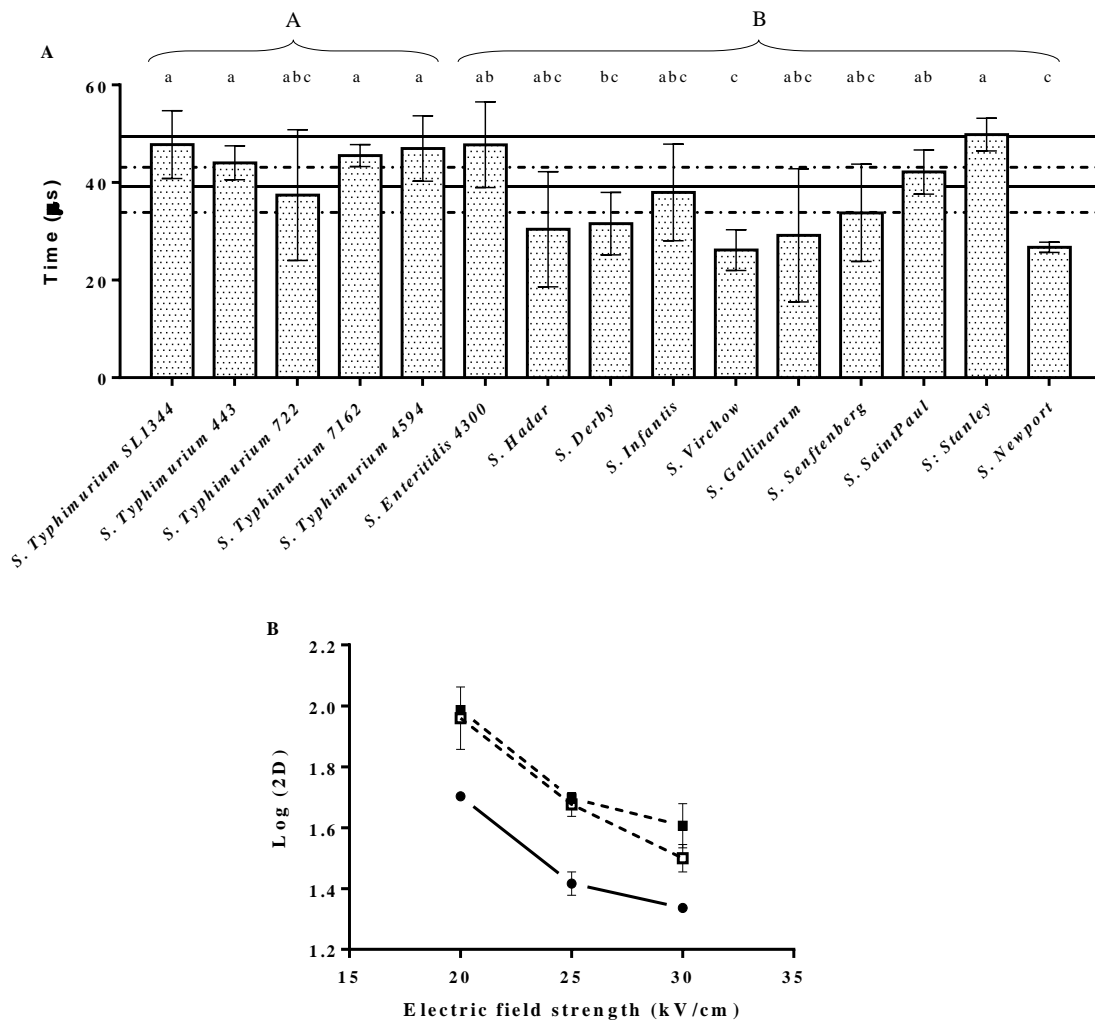 A B
A
a a abc a a ab abc bc abc c abc abc ab a c
60
40
20
0
Time (µs)
S. Typhimurium SL1344
S. Typhimurium 443
S. Typhimurium 722
S. Typhimurium 7162
S. Typhimurium 4594
S. Enteritidis 4300
S. Hadar
S. Derby
S. Infantis
S. Virchow
S. Gallinarum
S. Senftenberg
S. SaintPaul
S: Stanley
S. Newport
B
2.2
2.0
1.8
1.6
1.4
1.2
Log (2D)
15 20 25 30 35
Electric field strength (kV/cm)